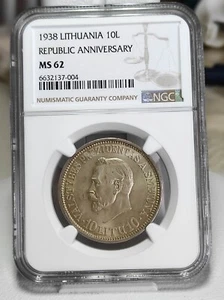 1938 LITHUANIA 10L
REPUBLIC ANNIVERSARY
MS 62
6632137-004
NUMISMATIC GUARANTY COMPANY
NGC